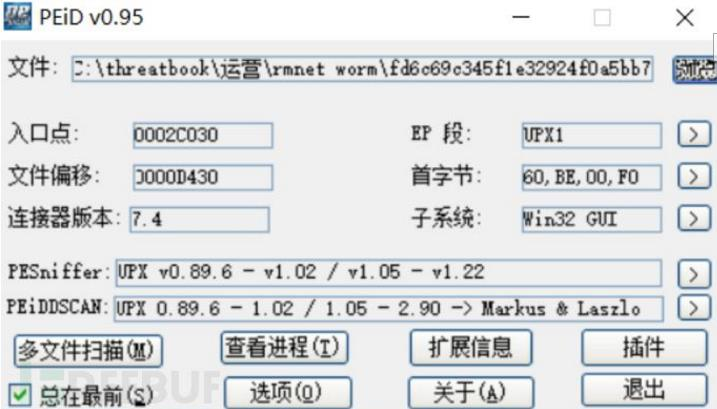 PEiD v0.95
文件: C:\threatbook\运营\rmnet worm\fd6c69c345f1e32924f0a5bb7 浏览
入口点: 0002C030 EP 段: UPX1 >
文件偏移: 0000D430 首字节: 60,BE,00,F0 >
连接器版本: 7.4 子系统: Win32 GUI >
PESniffer: UPX v0.89.6 - v1.02 / v1.05 - v1.22 >
PEiDDSCAN: UPX 0.89.6 - 1.02 / 1.05 - 2.90 -> Markus & Laszlo >
多文件扫描(M) 查看进程(T) 扩展信息 插件
总在最前(S) 选项(O) 关于(A) 退出